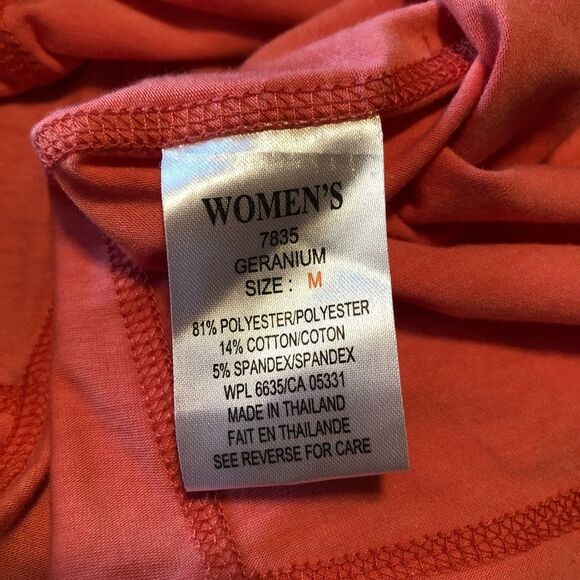 WOMEN'S
7835
GERANIUM
SIZE : M
81% POLYESTER/POLYESTER
14% COTTON/COTON
5% SPANDEX/SPANDEX
WPL 6635/CA 05331
MADE IN THAILAND
FAIT EN THAILANDE
SEE REVERSE FOR CARE